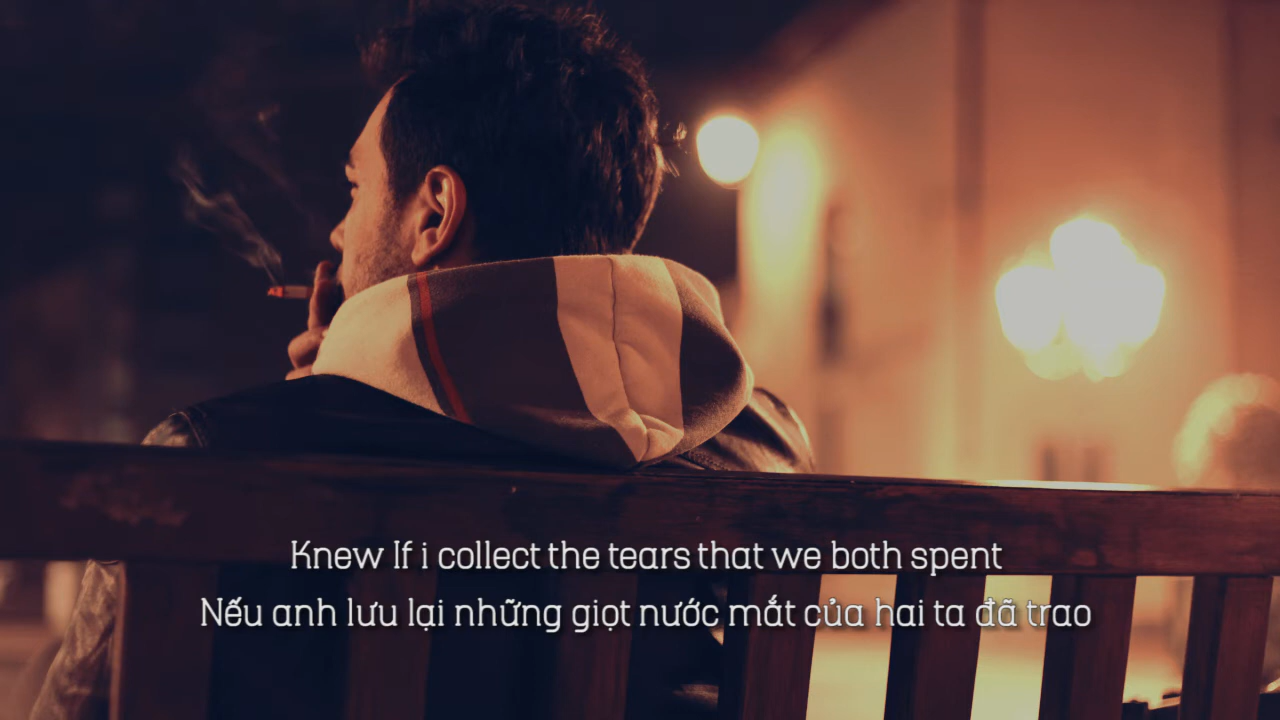 Knew If i collect the tears that we both spent
Nếu anh lưu lại những giọt nước mắt của hai ta đã trao